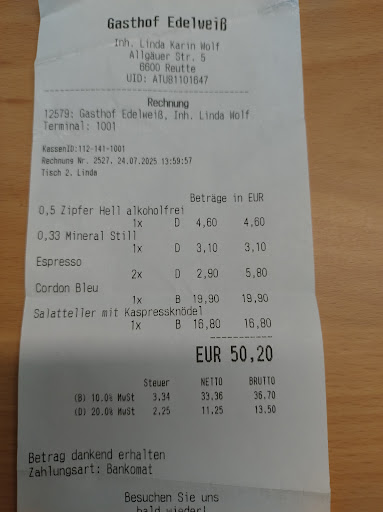 Gasthof Edelweiß
Inh. Linda Karin Wolf
Allgäuer Str. 5
6600 Reutte
UID: ATU81101647
Rechnung
12579: Gasthof Edelweiß, Inh. Linda Wolf
Terminal: 1001
KassenID:112-141-1001
Rechnung Nr. 2527, 24.07.2025 13:59:57
Tisch 2, Linda
Beträge in EUR
0,5 Zipfer Hell alkoholfrei
1x D 4,60 4,60
0,33 Mineral Still
1x D 3,10 3,10
Espresso
2x D 2,90 5,80
Cordon Bleu
1x B 19,90 19,90
Salatteller mit Kaspressknödel
1x B 16,80 16,80
EUR 50,20
Steuer NETTO BRUTTO
(B) 10.0% MwSt 3,34 33,36 36,70
(D) 20.0% MwSt 2,25 11,25 13,50
Betrag dankend erhalten
Zahlungsart: Bankomat
Besuchen Sie uns
bald wieder!